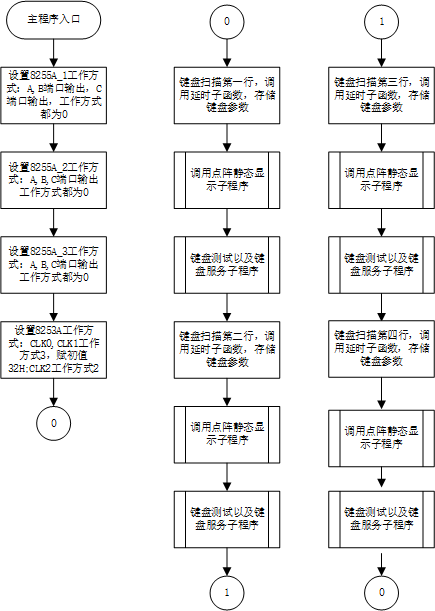 主程序入口
设置8255A_1工作方
式：A,B端口输出，C
端口输出，工作方式
都为0
设置8255A_2工作方
式：A,B,C端口输出
工作方式都为0
设置8255A_3工作方
式：A,B,C端口输出
工作方式都为0
设置8253A工作方
式：CLK0,CLK1工作
方式3，赋初值
32H;CLK2工作方式2
0
0
键盘扫描第一行，调
用延时子函数，存储
键盘参数
调用点阵静态显
示子程序
键盘测试以及键
盘服务子程序
键盘扫描第二行，调
用延时子函数，存储
键盘参数
调用点阵静态显
示子程序
键盘测试以及键
盘服务子程序
1
1
键盘扫描第三行，调
用延时子函数，存储
键盘参数
调用点阵静态显
示子程序
键盘测试以及键
盘服务子程序
键盘扫描第四行，调
用延时子函数，存储
键盘参数
调用点阵静态显
示子程序
键盘测试以及键
盘服务子程序
0